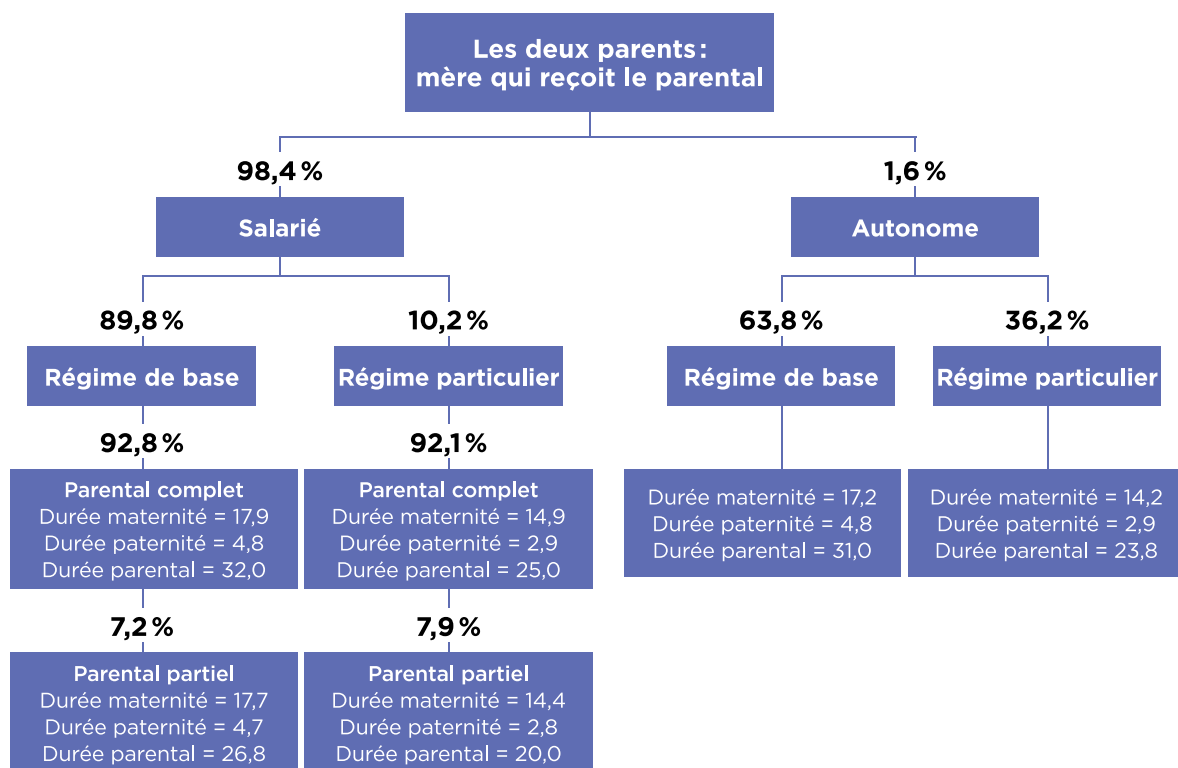 Les deux parents :
mère qui reçoit le parental
98,4 %
1,6 %
Salarié
Autonome
89,8 %
10,2 %
63,8 %
36,2 %
Régime de base
Régime particulier
Régime de base
Régime particulier
92,8 %
92,1 %
Parental complet
Durée maternité = 17,9
Durée paternité = 4,8
Durée parental = 32,0
Parental complet
Durée maternité = 14,9
Durée paternité = 2,9
Durée parental = 25,0
Durée maternité = 17,2
Durée paternité = 4,8
Durée parental = 31,0
Durée maternité = 14,2
Durée paternité = 2,9
Durée parental = 23,8
7,2 %
7,9 %
Parental partiel
Durée maternité = 17,7
Durée paternité = 4,7
Durée parental = 26,8
Parental partiel
Durée maternité = 14,4
Durée paternité = 2,8
Durée parental = 20,0